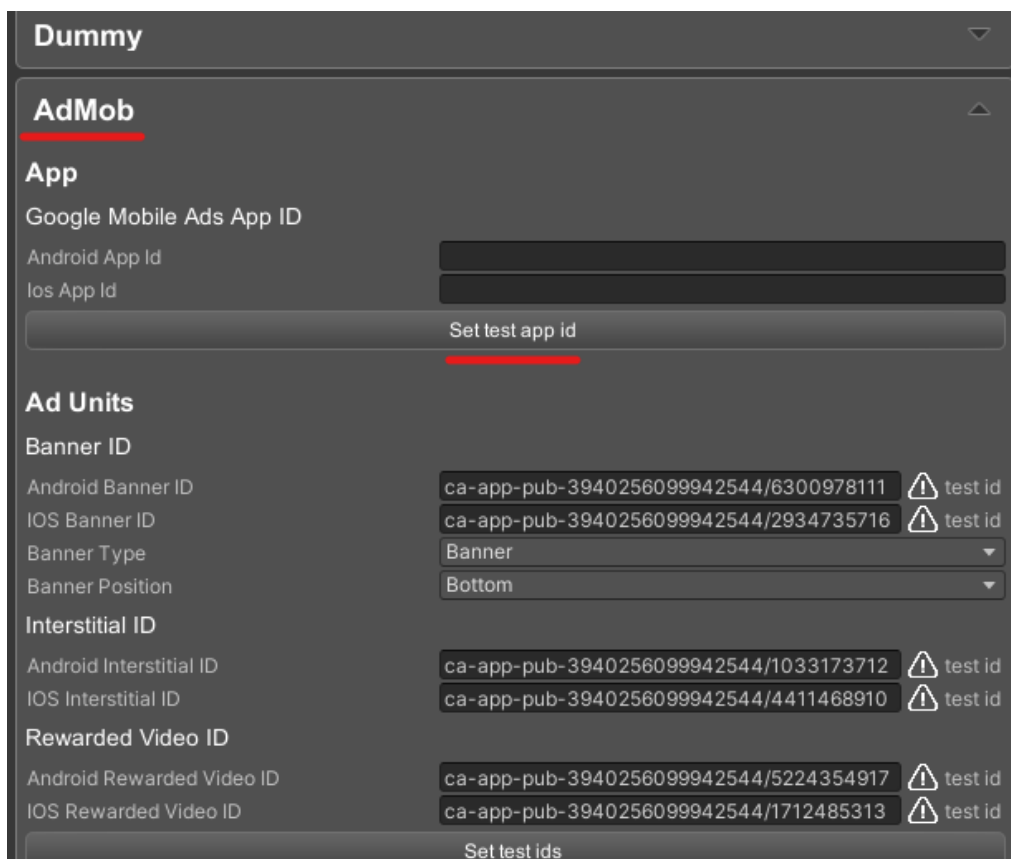 Dummy
AdMob
App
Google Mobile Ads App ID
Android App Id
Ios App Id
Set test app id
Ad Units
Banner ID
Android Banner ID ca-app-pub-3940256099942544/6300978111 test id
IOS Banner ID ca-app-pub-3940256099942544/2934735716 test id
Banner Type Banner
Banner Position Bottom
Interstitial ID
Android Interstitial ID ca-app-pub-3940256099942544/1033173712 test id
IOS Interstitial ID ca-app-pub-3940256099942544/4411468910 test id
Rewarded Video ID
Android Rewarded Video ID ca-app-pub-3940256099942544/5224354917 test id
IOS Rewarded Video ID ca-app-pub-3940256099942544/1712485313 test id
Set test ids